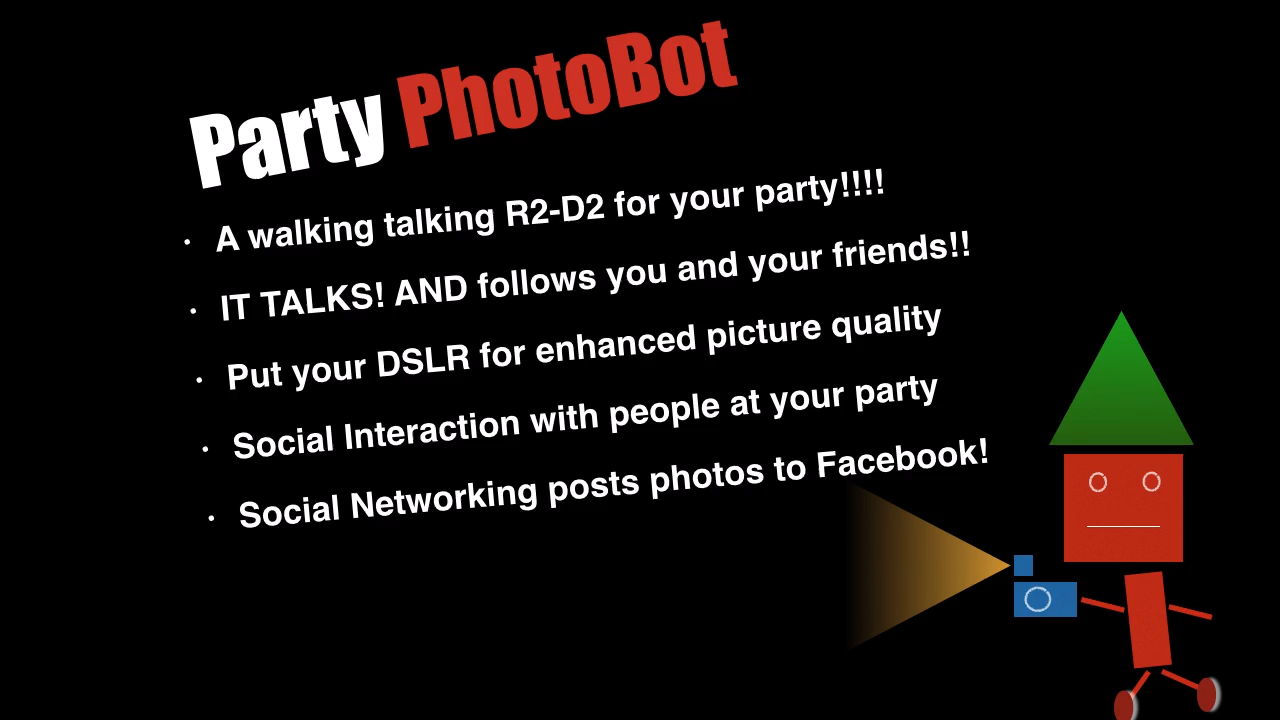 Party PhotoBot
· A walking talking R2-D2 for your party!!!!
· IT TALKS! AND follows you and your friends!!
· Put your DSLR for enhanced picture quality
· Social Interaction with people at your party
· Social Networking posts photos to Facebook!